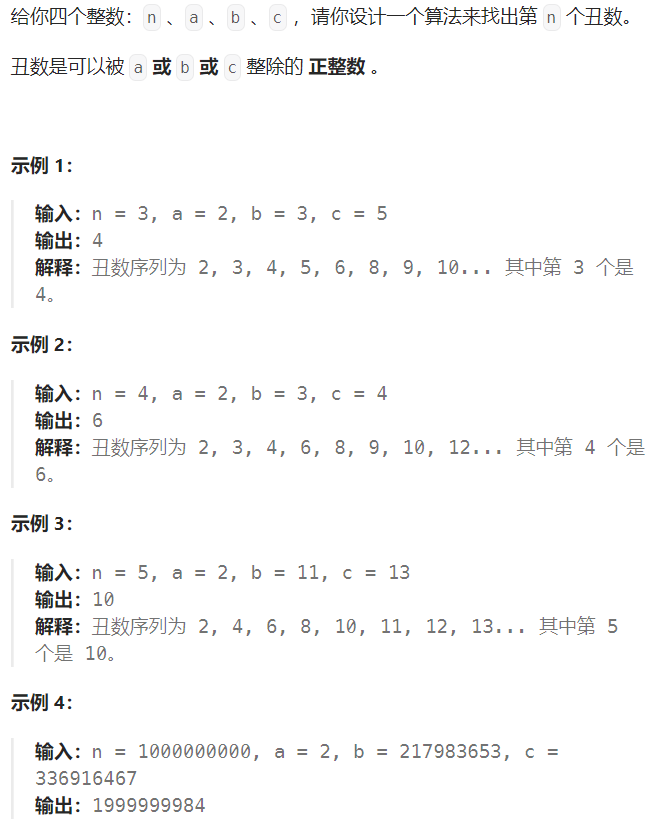 给你四个整数：n 、a 、b 、c ，请你设计一个算法来找出第 n 个丑数。
丑数是可以被 a 或 b 或 c 整除的 正整数 。
示例 1：
输入：n = 3, a = 2, b = 3, c = 5
输出：4
解释：丑数序列为 2, 3, 4, 5, 6, 8, 9, 10... 其中第 3 个是
4。
示例 2：
输入：n = 4, a = 2, b = 3, c = 4
输出：6
解释：丑数序列为 2, 3, 4, 6, 8, 9, 10, 12... 其中第 4 个是
6。
示例 3：
输入：n = 5, a = 2, b = 11, c = 13
输出：10
解释：丑数序列为 2, 4, 6, 8, 10, 11, 12, 13... 其中第 5
个是 10。
示例 4：
输入：n = 1000000000, a = 2, b = 217983653, c =
336916467
输出：1999999984